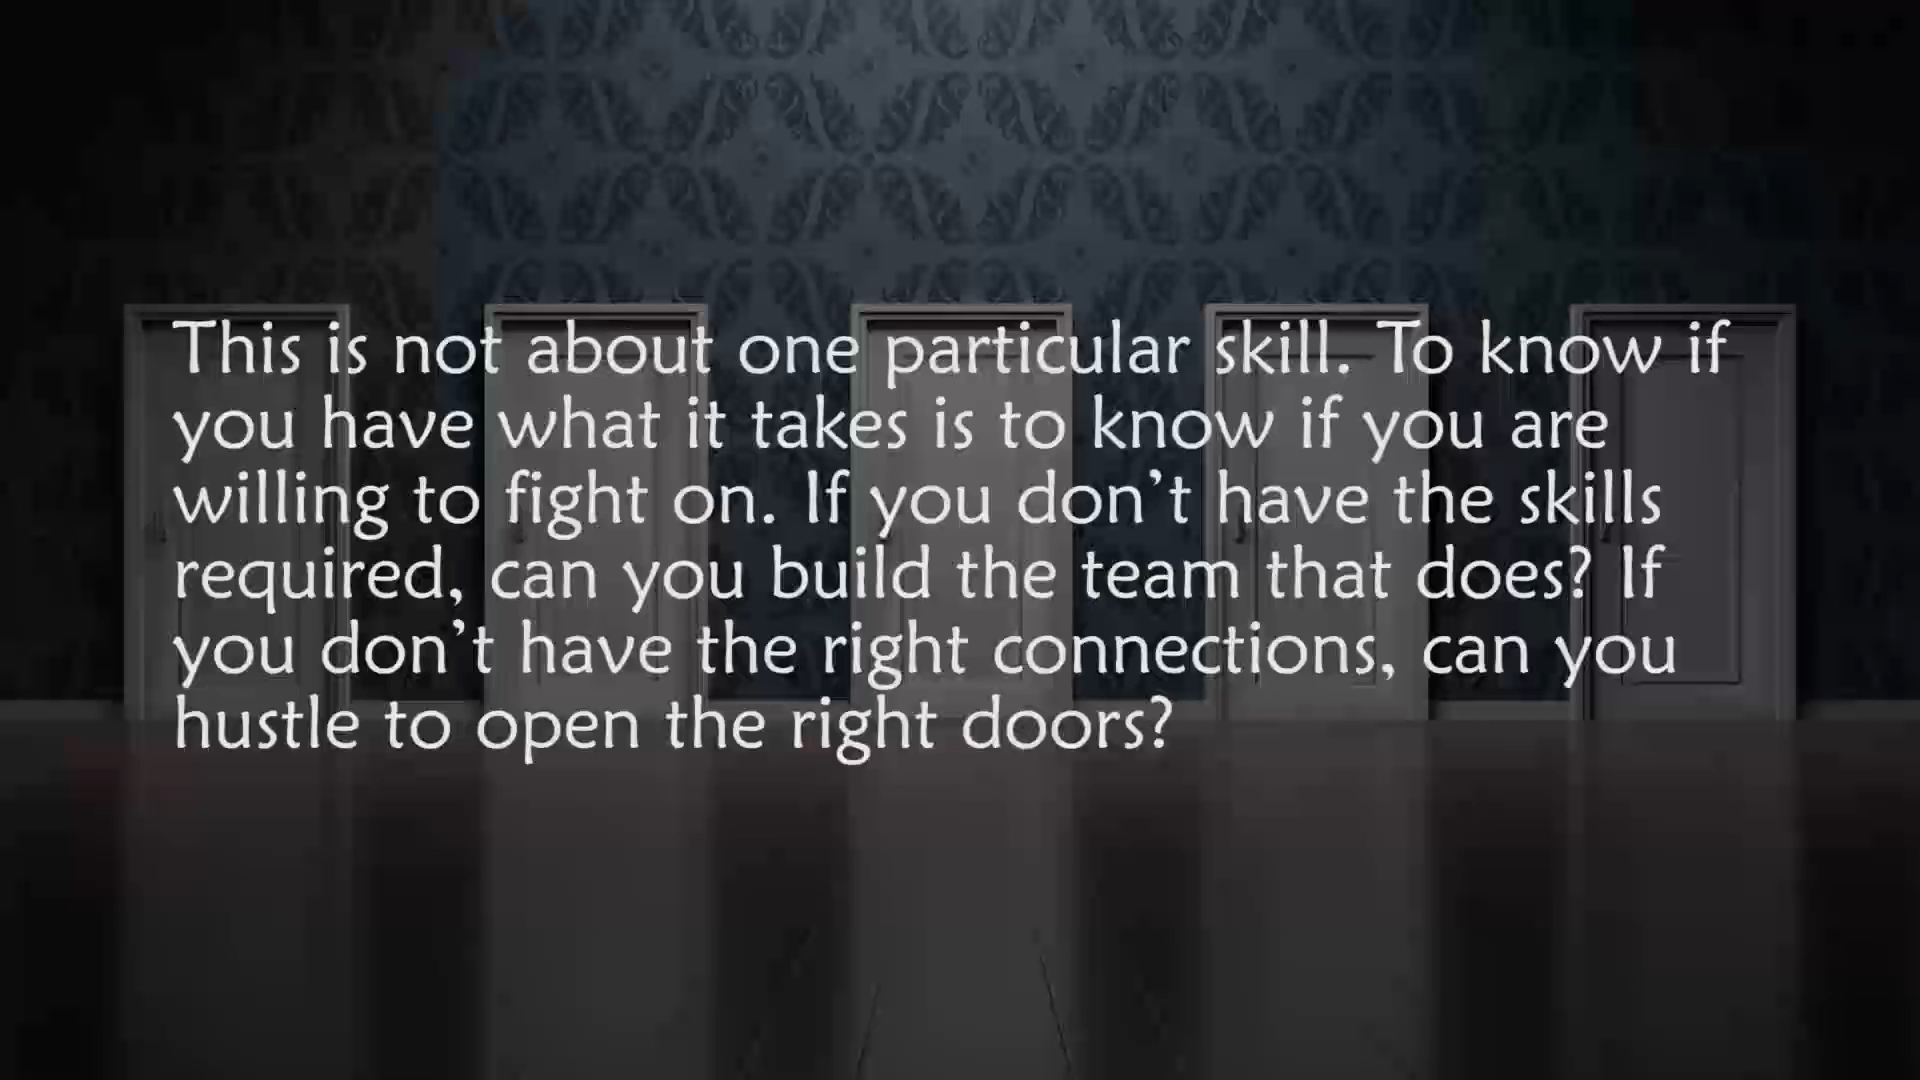 This is not about one particular skill. To know if
you have what it takes is to know if you are
willing to fight on. If you don’t have the skills
required, can you build the team that does? If
you don’t have the right connections, can you
hustle to open the right doors?